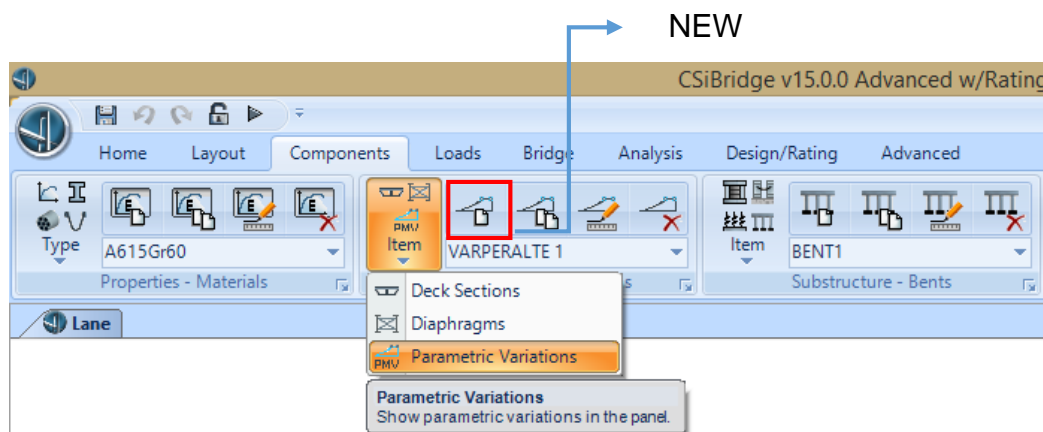 NEW
CSiBridge v15.0.0 Advanced w/Rating
Home Layout Components Loads Bridge Analysis Design/Rating Advanced
Type
A615Gr60
Properties - Materials
PMV
Item
VARPERALTE 1
s
Item
BENT1
Substructure - Bents
Deck Sections
Diaphragms
PMV Parametric Variations
Lane
Parametric Variations
Show parametric variations in the panel.